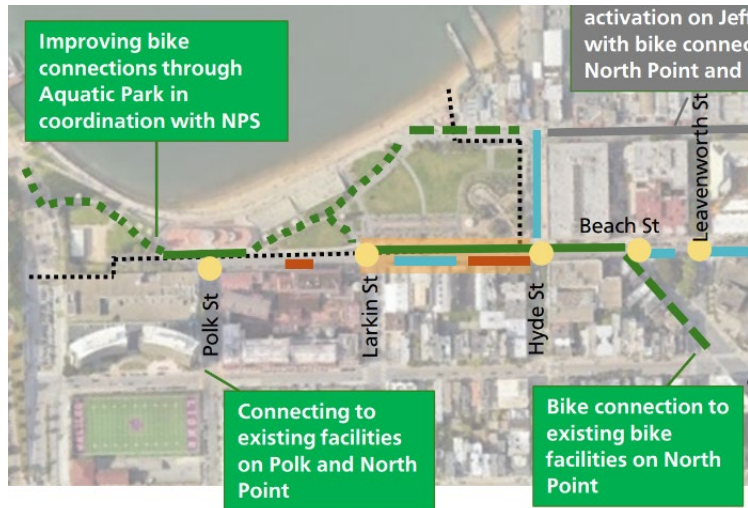 Improving bike
connections through
Aquatic Park in
coordination with NPS
activation on Jef
with bike connec
North Point and
Leavenworth St
Beach St
Polk St
Larkin St
Hyde St
Connecting to
existing facilities
on Polk and North
Point
Bike connection to
existing bike
facilities on North
Point